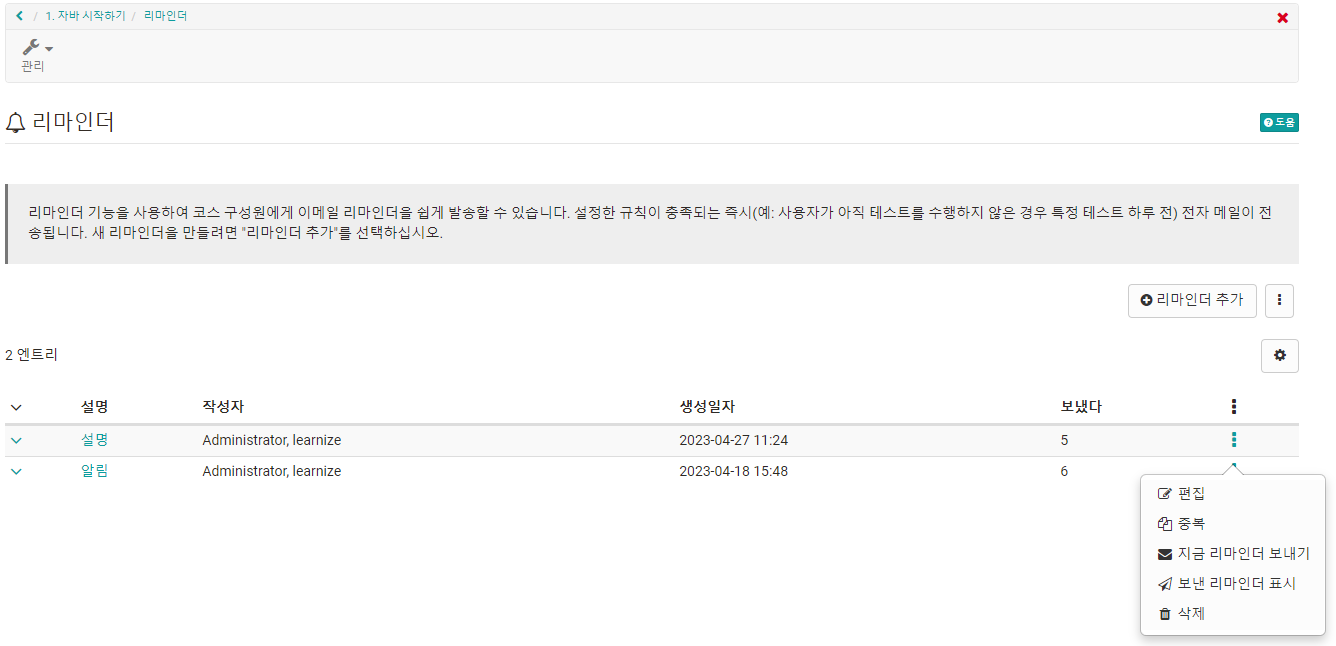 / 1. 자바 시작하기 / 리마인더
관리
리마인더
도움
리마인더 기능을 사용하여 코스 구성원에게 이메일 리마인더을 쉽게 발송할 수 있습니다. 설정한 규칙이 충족되는 즉시(예: 사용자가 아직 테스트를 수행하지 않은 경우 특정 테스트 하루 전) 전자 메일이 전
송됩니다. 새 리마인더을 만들려면 "리마인더 추가"를 선택하십시오.
리마인더 추가
2 엔트리
설명 작성자 생성일자 보냈다
설명 Administrator, learnize 2023-04-27 11:24 5
알림 Administrator, learnize 2023-04-18 15:48 6
편집
중복
지금 리마인더 보내기
보낸 리마인더 표시
삭제